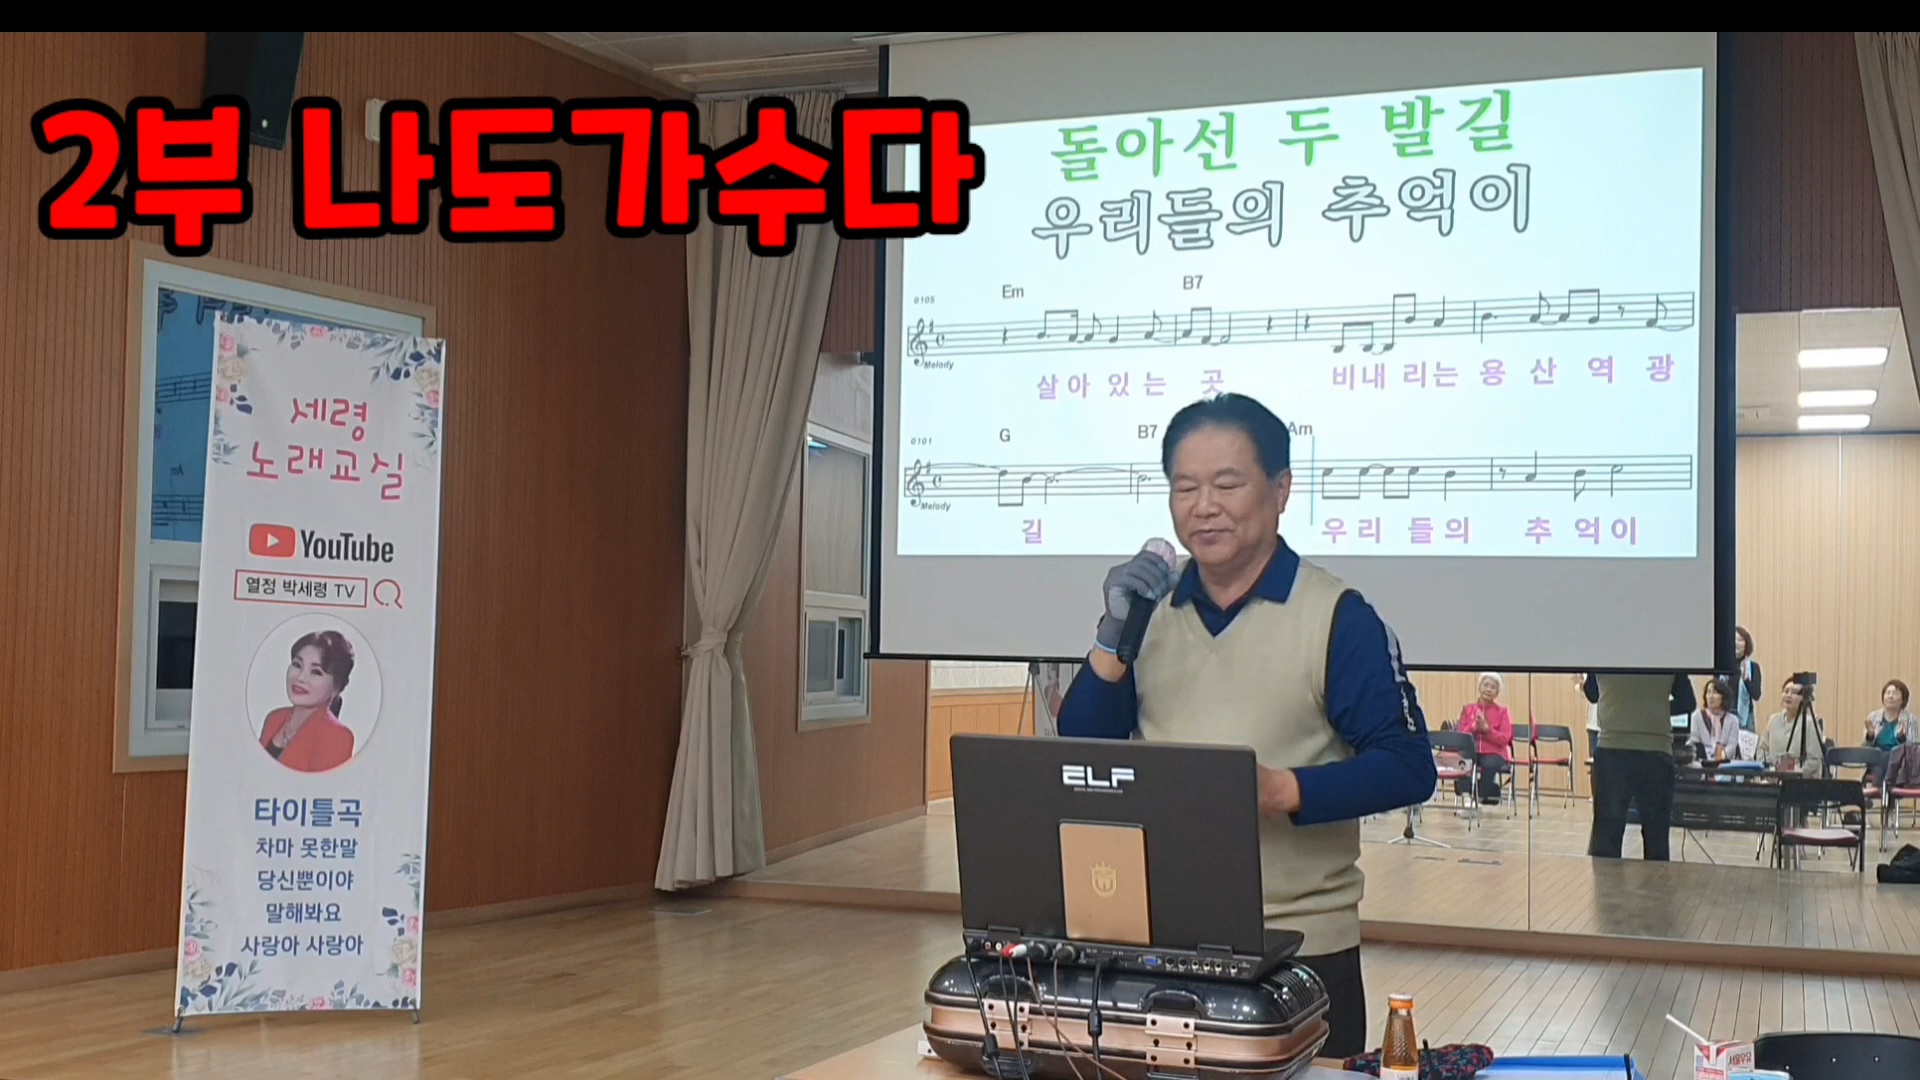 2부 나도가수다
돌아선 두 발길
우리들의 추억이
Em B7
0105
Melody
살아 있는 곳 비내 리는 용 산 역 광
G B7 Am
0101
Melody
길 우리 들의 추 억이
세령
노래교실
YouTube
열정 박세령 TV
타이틀곡
차마 못한말
당신뿐이야
말해봐요
사랑아 사랑아
ELF